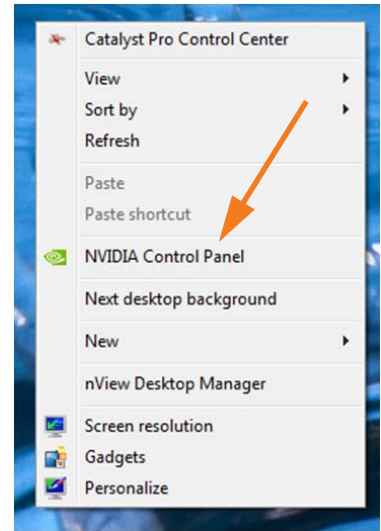 Catalyst Pro Control Center
View
Sort by
Refresh
Paste
Paste shortcut
NVIDIA Control Panel
Next desktop background
New
nView Desktop Manager
Screen resolution
Gadgets
Personalize